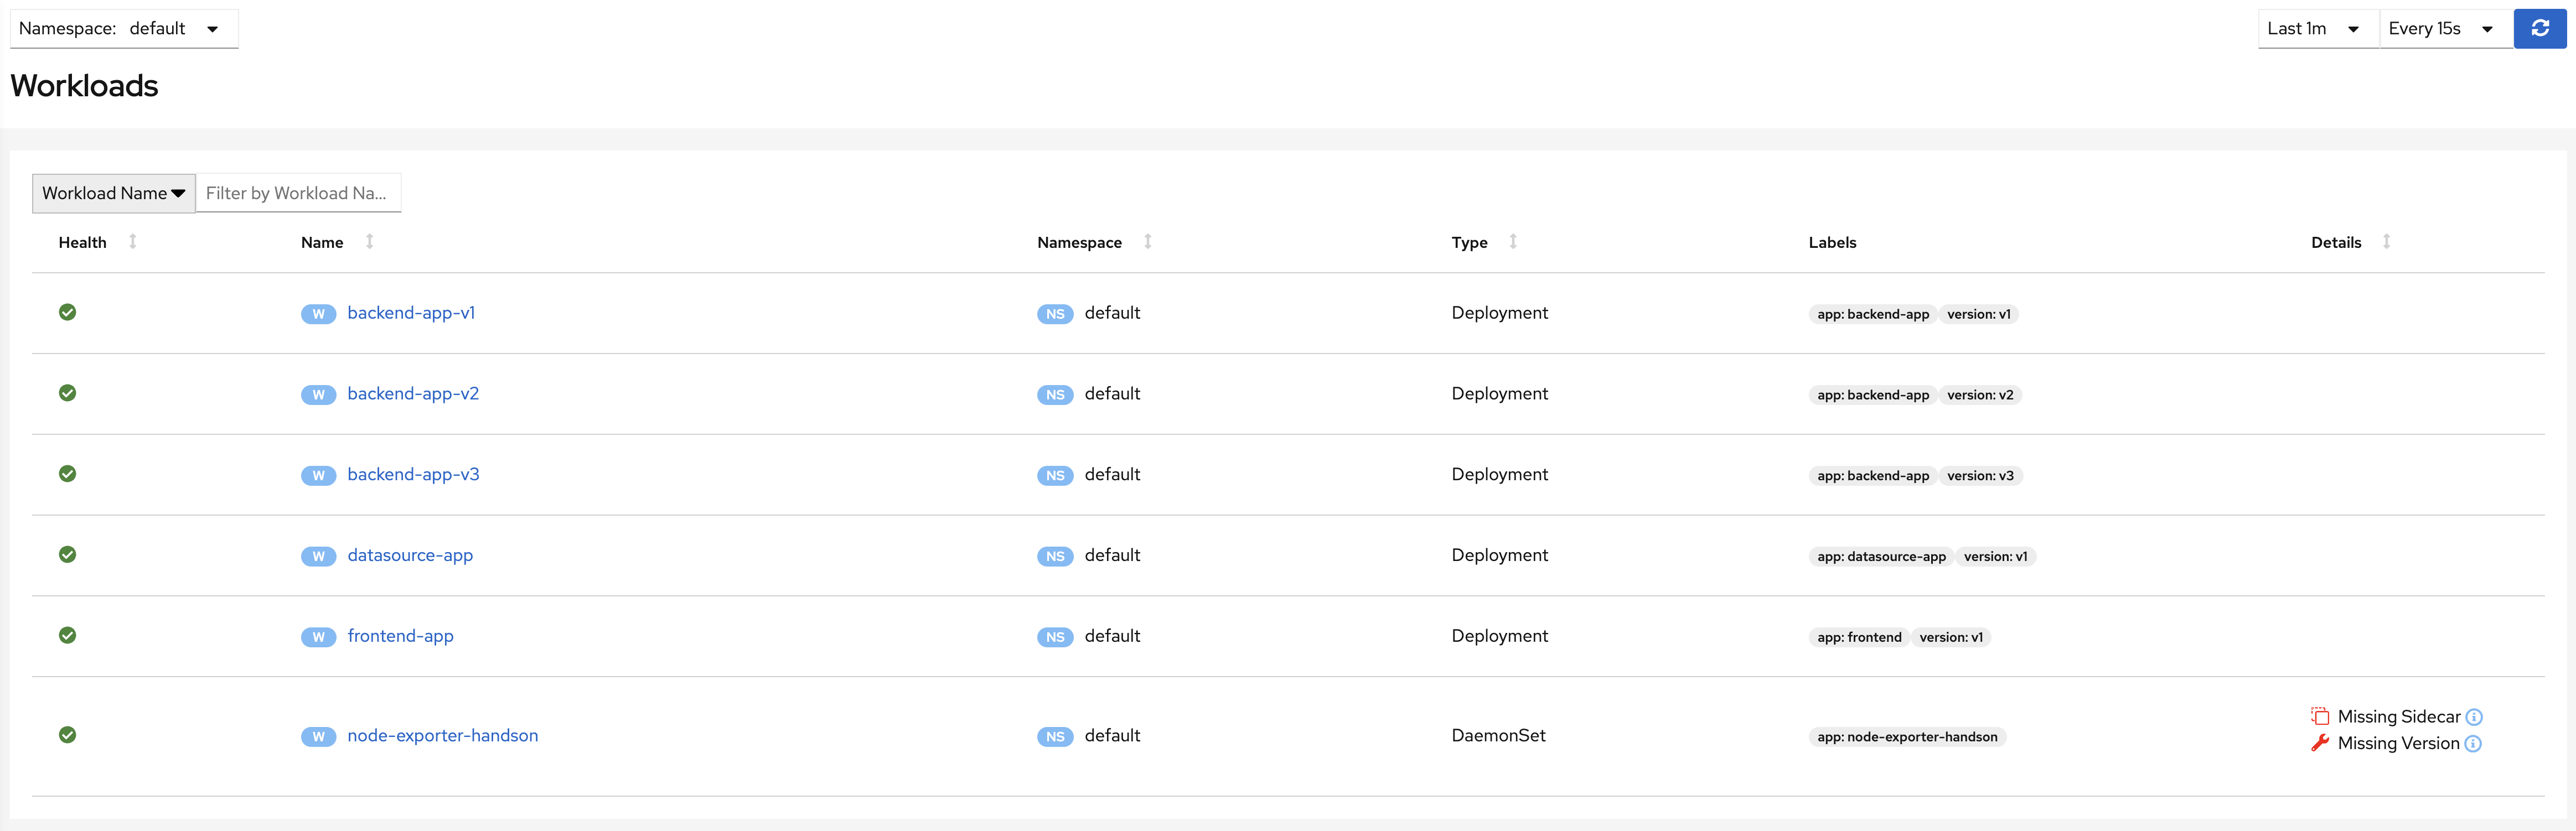 Namespace: default Last 1m Every 15s
Workloads
Workload Name Filter by Workload Na...
Health Name Namespace Type Labels Details
W backend-app-v1 NS default Deployment app: backend-app version: v1
W backend-app-v2 NS default Deployment app: backend-app version: v2
W backend-app-v3 NS default Deployment app: backend-app version: v3
W datasource-app NS default Deployment app: datasource-app version: v1
W frontend-app NS default Deployment app: frontend version: v1
Missing Sidecar
W node-exporter-handson NS default DaemonSet app: node-exporter-handson
Missing Version